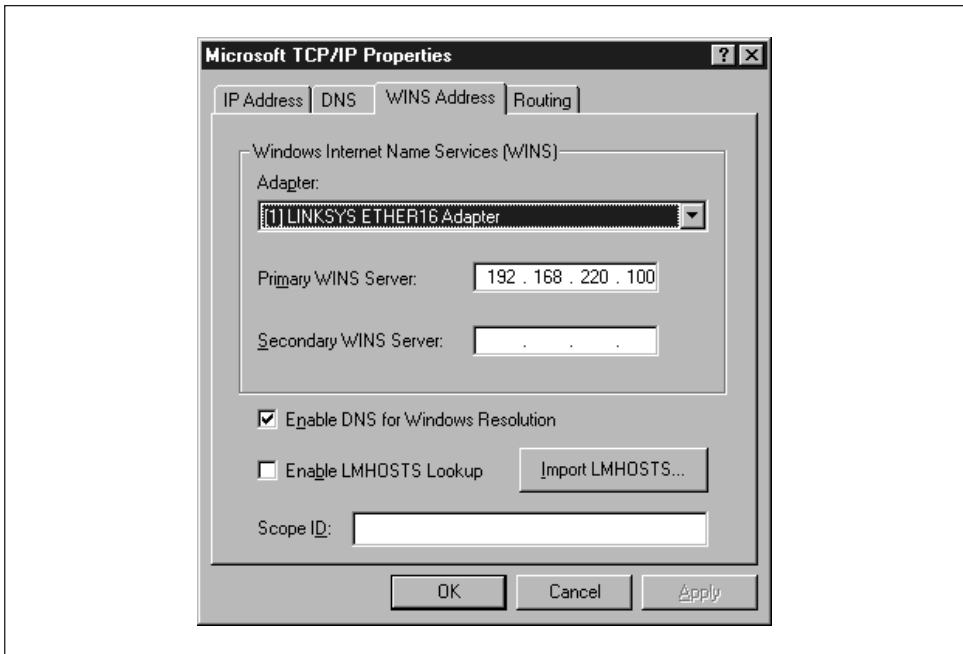 Microsoft TCP/IP Properties
IP Address DNS WINS Address Routing
Windows Internet Name Services (WINS)
Adapter:
[1] LINKSYS ETHER16 Adapter
Primary WINS Server: 192 . 168 . 220 . 100
Secondary WINS Server: . . .
Enable DNS for Windows Resolution
Enable LMHOSTS Lookup Import LMHOSTS...
Scope ID:
OK Cancel Apply